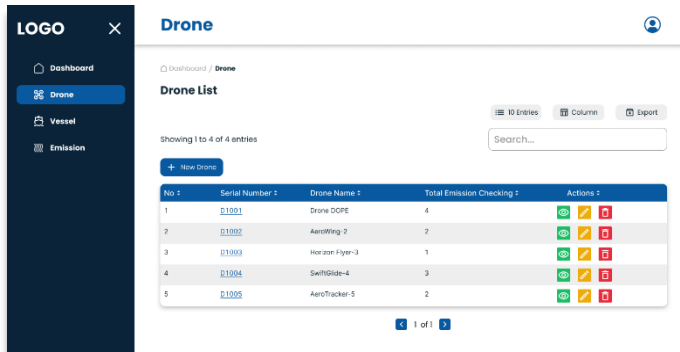 LOGO
Drone
Dashboard
Drone
Vessel
Emission
Dashboard / Drone
Drone List
10 Entries Column Export
Showing 1 to 4 of 4 entries
Search...
+ New Drone
No Serial Number Drone Name Total Emission Checking Actions
1 D1001 Drone DOPE 4
2 D1002 AeroWing-2 2
3 D1003 Horizon Flyer-3 1
4 D1004 SwiftGlide-4 3
5 D1005 AeroTracker-5 2
1 of 1